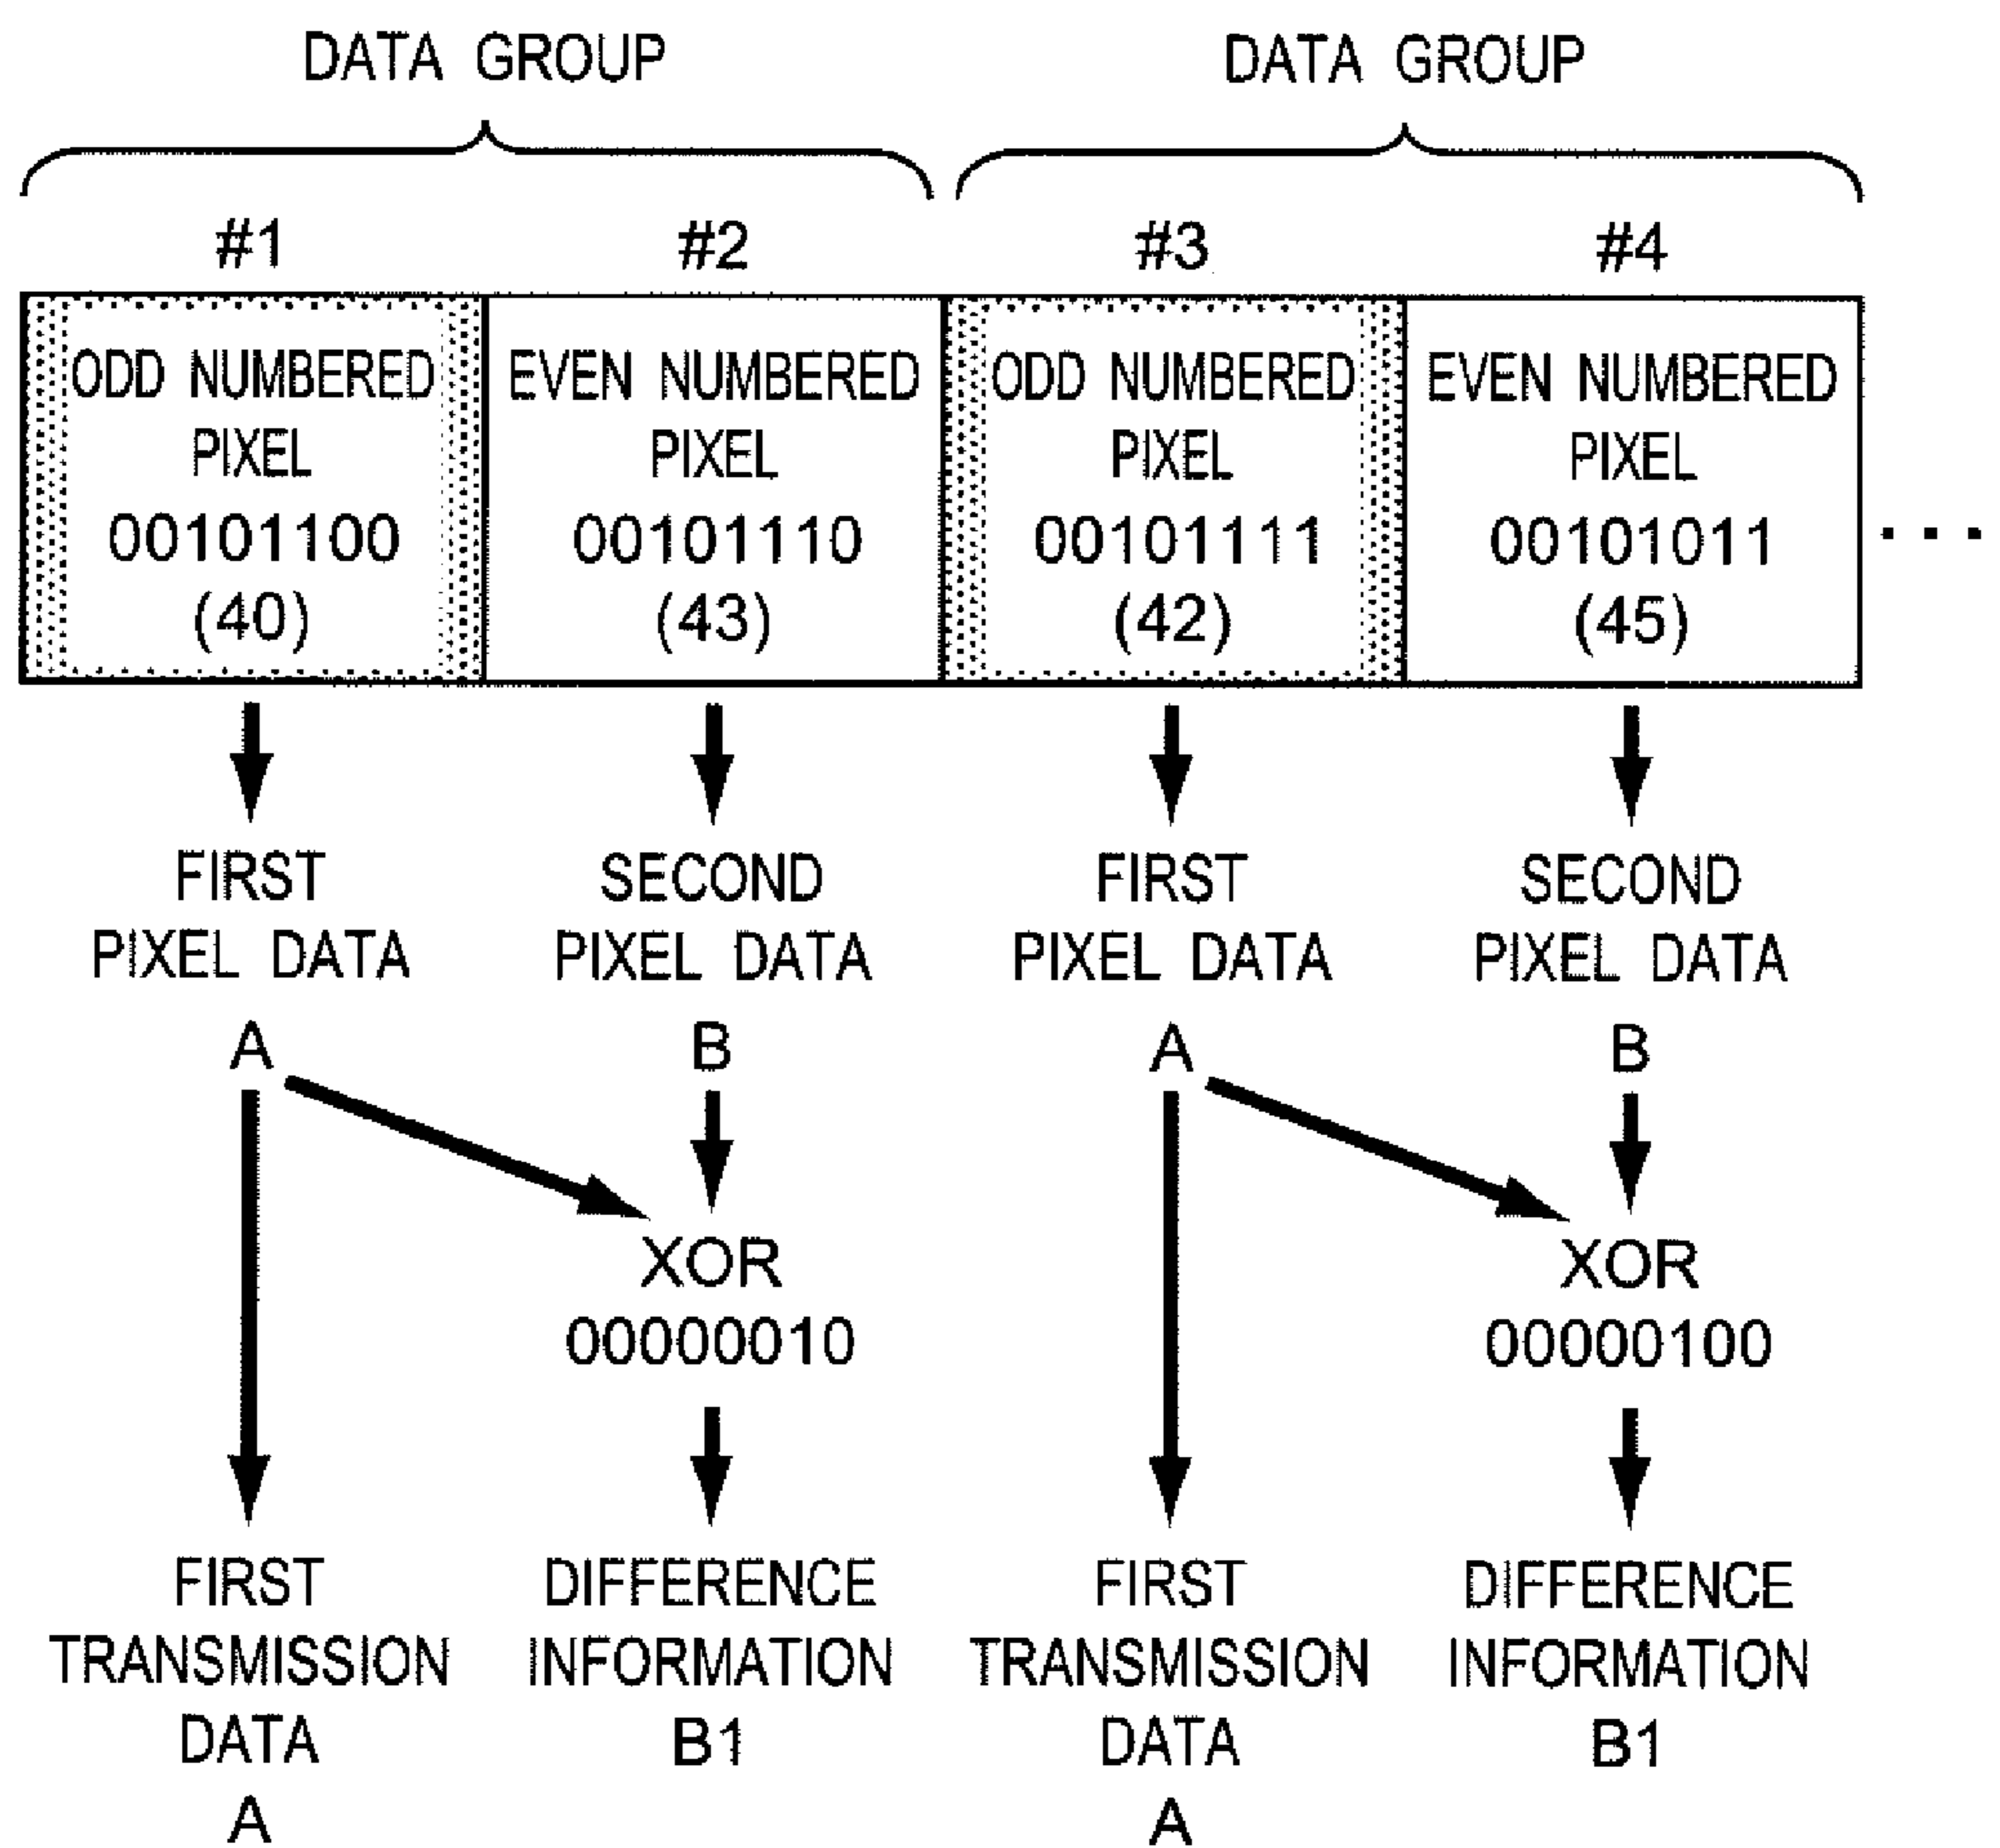 DATA GROUP DATA GROUP
#1 #2 #3 #4
ODD NUMBERED EVEN NUMBERED ODD NUMBERED EVEN NUMBERED
PIXEL PIXEL PIXEL PIXEL
00101100 00101110 00101111 00101011 ...
(40) (43) (42) (45)
FIRST SECOND FIRST SECOND
PIXEL DATA PIXEL DATA PIXEL DATA PIXEL DATA
A B A B
XOR XOR
00000010 00000100
FIRST DIFFERENCE FIRST DIFFERENCE
TRANSMISSION INFORMATION TRANSMISSION INFORMATION
DATA B1 DATA B1
A A